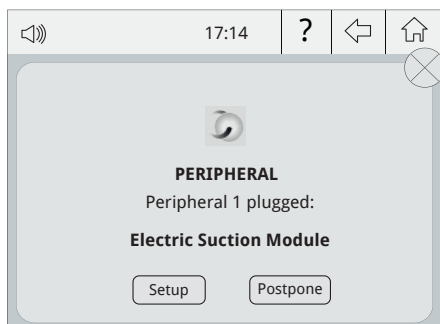 17:14 ?
PERIPHERAL
Peripheral 1 plugged:
Electric Suction Module
Setup Postpone